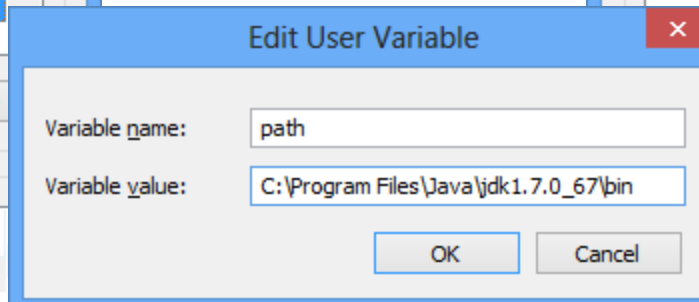 Edit User Variable
Variable name: path
Variable value: C:\Program Files\Java\jdk1.7.0_67\bin
OK Cancel